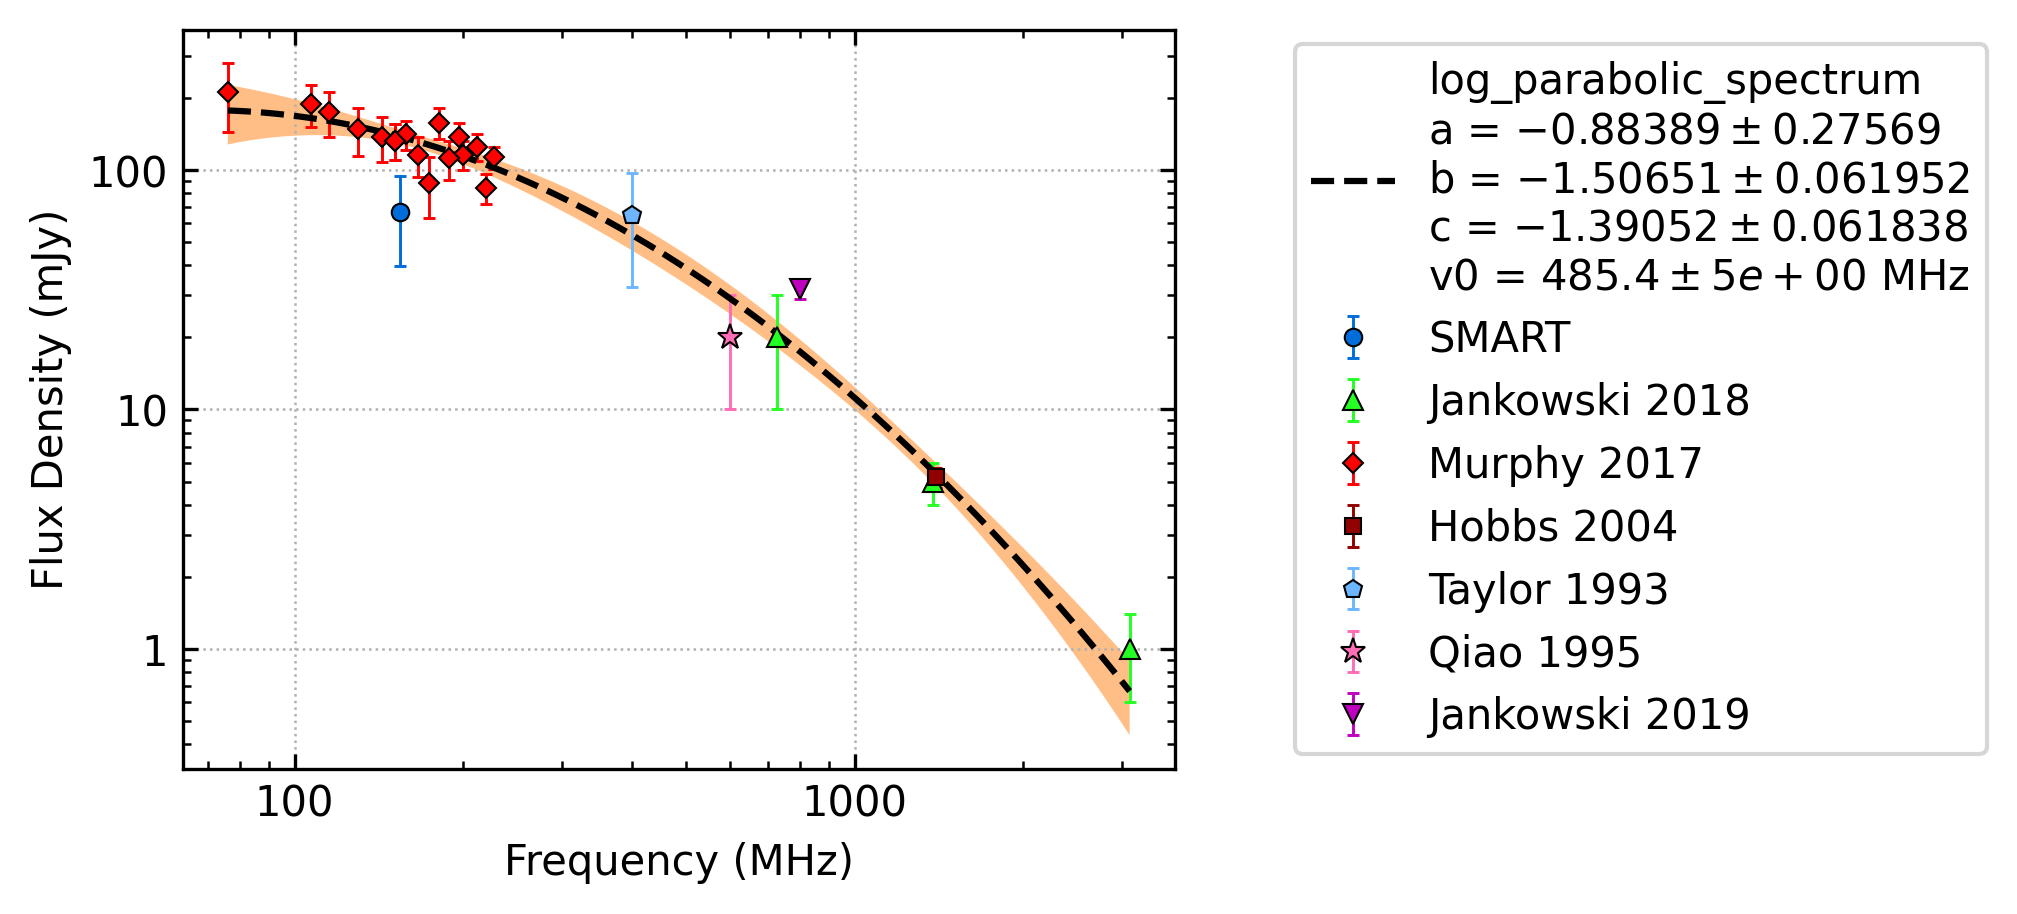 Flux Density (mJy)
100
10
1
100
1000
Frequency (MHz)
log_parabolic_spectrum
a = −0.88389 ± 0.27569
b = −1.50651 ± 0.061952
c = −1.39052 ± 0.061838
v0 = 485.4 ± 5e + 00 MHz
SMART
Jankowski 2018
Murphy 2017
Hobbs 2004
Taylor 1993
Qiao 1995
Jankowski 2019